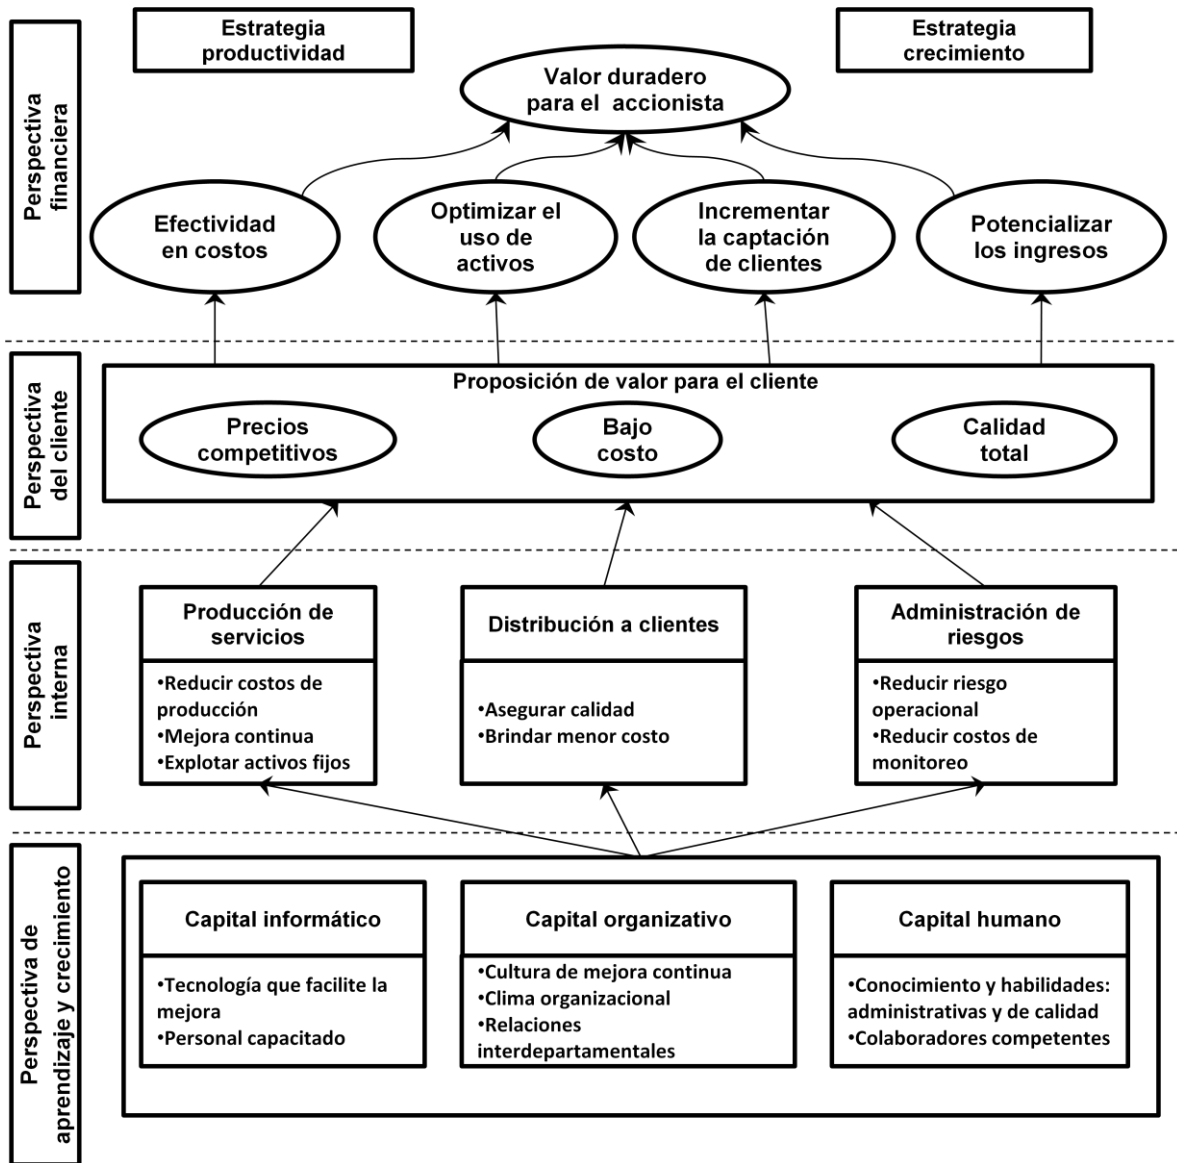 Estrategia
productividad
Estrategia
crecimiento
Perspectiva
financiera
Valor duradero
para el accionista
Efectividad
en costos
Optimizar el
uso de
activos
Incrementar
la captación
de clientes
Potencializar
los ingresos
Perspectiva
del cliente
Proposición de valor para el cliente
Precios
competitivos
Bajo
costo
Calidad
total
Perspectiva
interna
Producción de
servicios
•Reducir costos de
producción
•Mejora continua
•Explotar activos fijos
Distribución a clientes
•Asegurar calidad
•Brindar menor costo
Administración de
riesgos
•Reducir riesgo
operacional
•Reducir costos de
monitoreo
Perspectiva de
aprendizaje y crecimiento
Capital informático
•Tecnología que facilite la
mejora
•Personal capacitado
Capital organizativo
•Cultura de mejora continua
•Clima organizacional
•Relaciones
interdepartamentales
Capital humano
•Conocimiento y habilidades:
administrativas y de calidad
•Colaboradores competentes